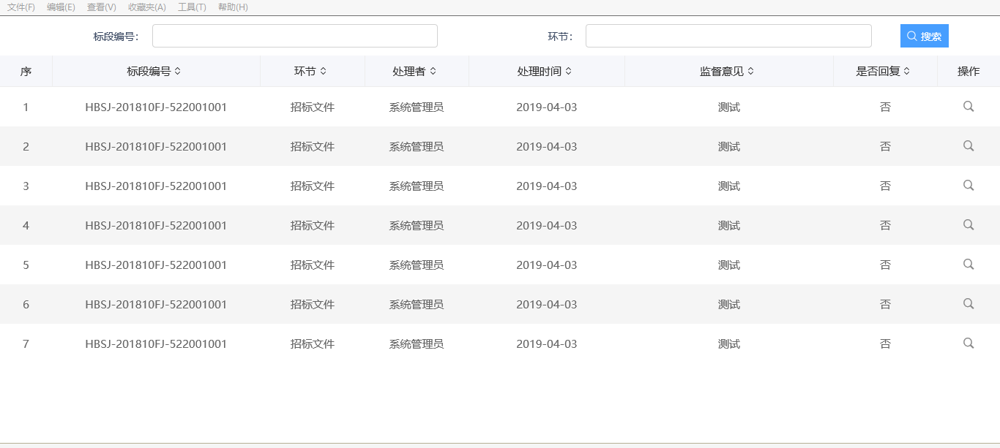 文件(F) 编辑(E) 查看(V) 收藏夹(A) 工具(T) 帮助(H)
标段编号: 环节: 搜索
序 标段编号 环节 处理者 处理时间 监督意见 是否回复 操作
1 HBSJ-201810FJ-522001001 招标文件 系统管理员 2019-04-03 测试 否
2 HBSJ-201810FJ-522001001 招标文件 系统管理员 2019-04-03 测试 否
3 HBSJ-201810FJ-522001001 招标文件 系统管理员 2019-04-03 测试 否
4 HBSJ-201810FJ-522001001 招标文件 系统管理员 2019-04-03 测试 否
5 HBSJ-201810FJ-522001001 招标文件 系统管理员 2019-04-03 测试 否
6 HBSJ-201810FJ-522001001 招标文件 系统管理员 2019-04-03 测试 否
7 HBSJ-201810FJ-522001001 招标文件 系统管理员 2019-04-03 测试 否